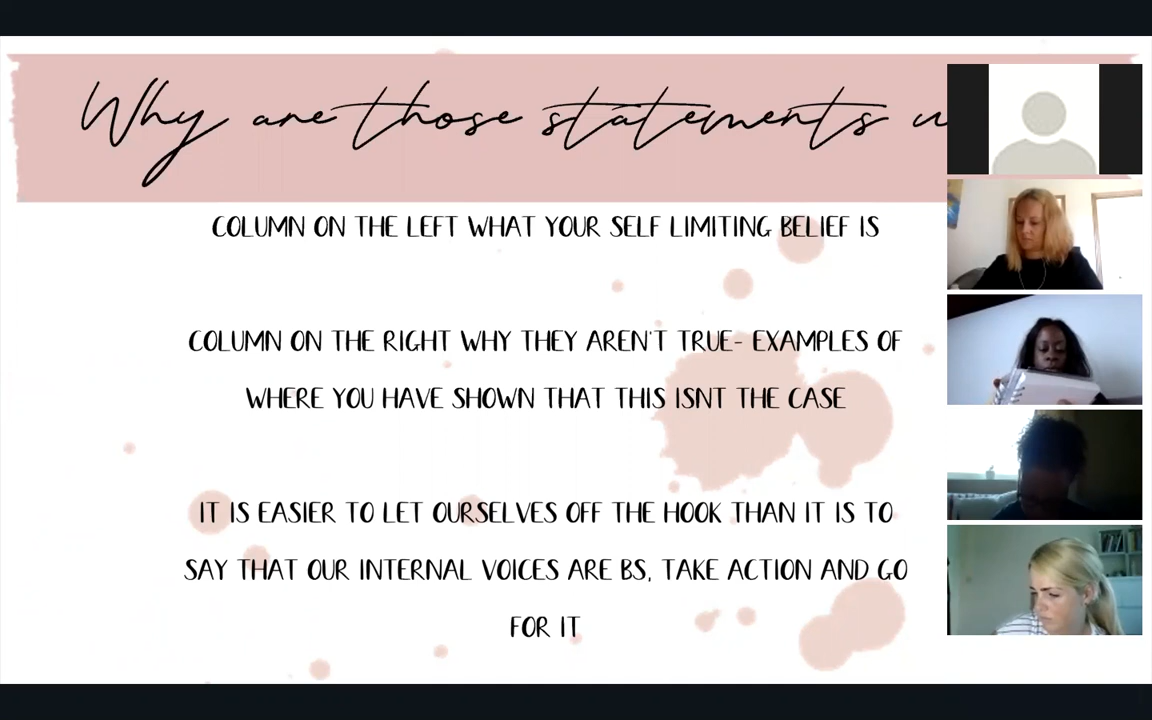 Why are those statements
COLUMN ON THE LEFT WHAT YOUR SELF LIMITING BELIEF IS
COLUMN ON THE RIGHT WHY THEY AREN'T TRUE- EXAMPLES OF
WHERE YOU HAVE SHOWN THAT THIS ISNT THE CASE
IT IS EASIER TO LET OURSELVES OFF THE HOOK THAN IT IS TO
SAY THAT OUR INTERNAL VOICES ARE BS, TAKE ACTION AND GO
FOR IT